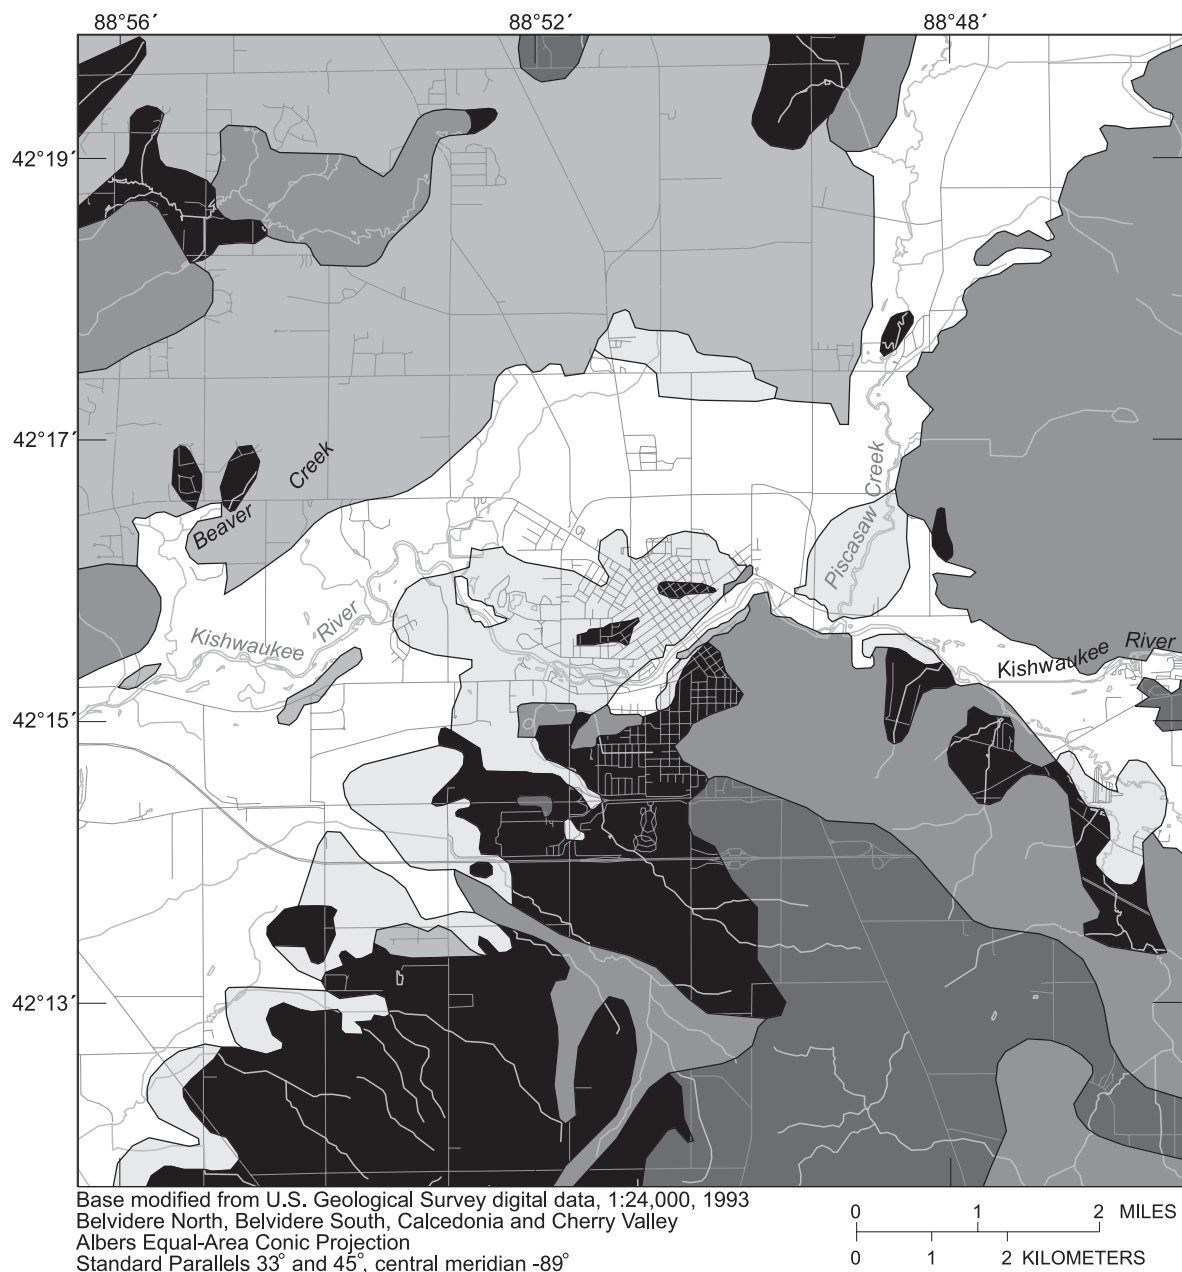 88°56′ 88°52′ 88°48′
42°19′
42°17′
Creek
Beaver
Piscasaw Creek
Kishwaukee River
Kishwaukee River
42°15′
42°13′
Base modified from U.S. Geological Survey digital data, 1:24,000, 1993
Belvidere North, Belvidere South, Calcedonia and Cherry Valley
Albers Equal-Area Conic Projection
Standard Parallels 33° and 45°, central meridian -89°
0 1 2 MILES
0 1 2 KILOMETERS